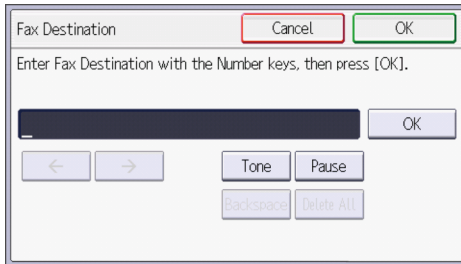 Fax Destination Cancel OK
Enter Fax Destination with the Number keys, then press [OK].
OK
← → Tone Pause
Backspace Delete All